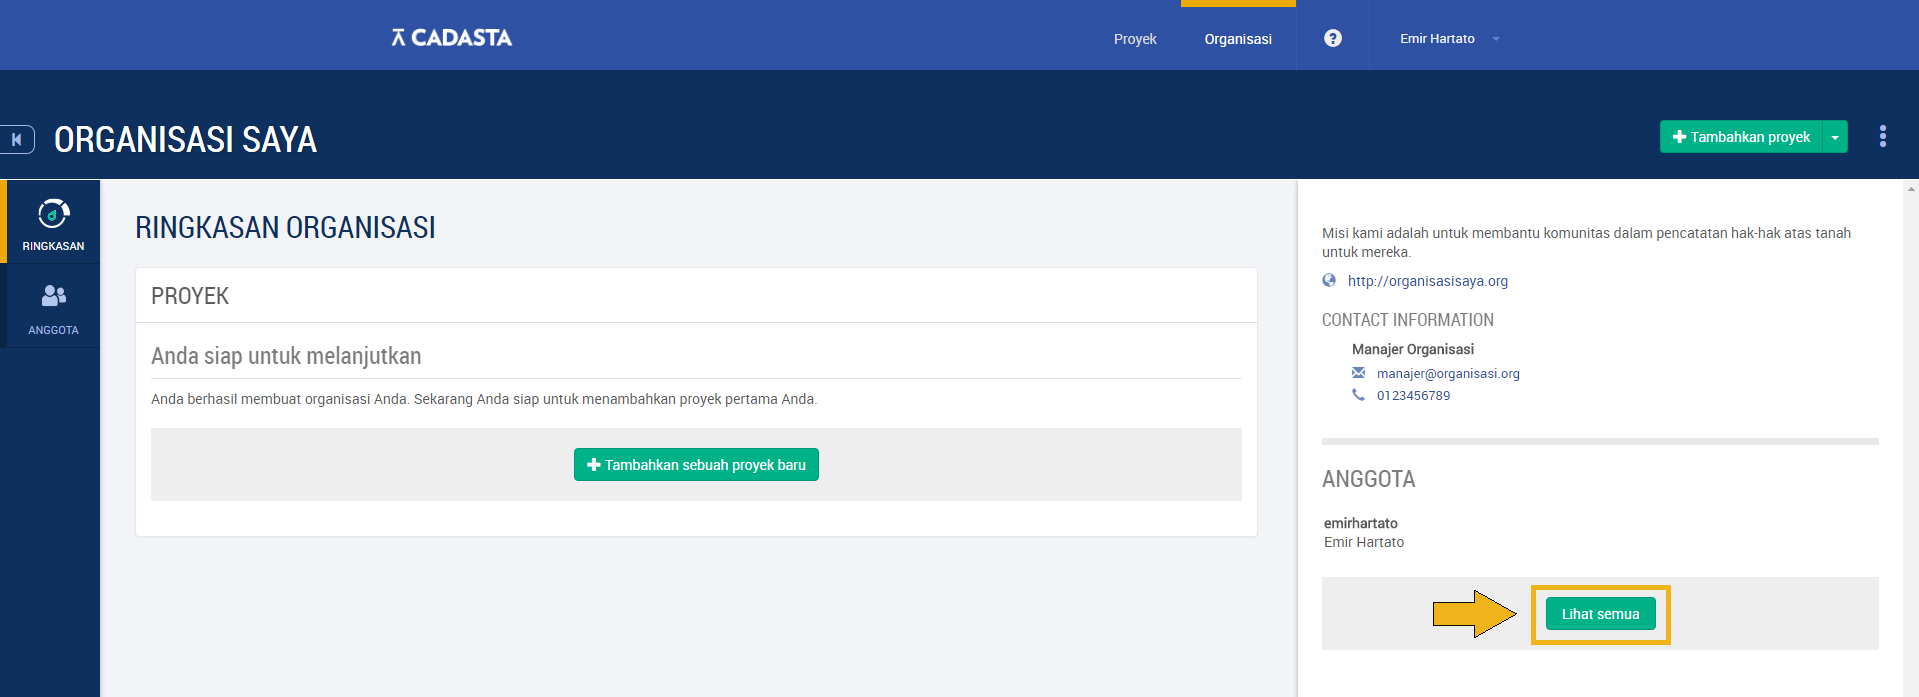 CADASTA
Proyek
Organisasi
?
Emir Hartato
ORGANISASI SAYA
Tambahkan proyek
RINGKASAN
ANGGOTA
RINGKASAN ORGANISASI
PROYEK
Anda siap untuk melanjutkan
Anda berhasil membuat organisasi Anda. Sekarang Anda siap untuk menambahkan proyek pertama Anda.
Tambahkan sebuah proyek baru
Misi kami adalah untuk membantu komunitas dalam pencatatan hak-hak atas tanah
untuk mereka.
http://organisasisaya.org
CONTACT INFORMATION
Manajer Organisasi
manajer@organisasi.org
0123456789
ANGGOTA
emirhartato
Emir Hartato
Lihat semua